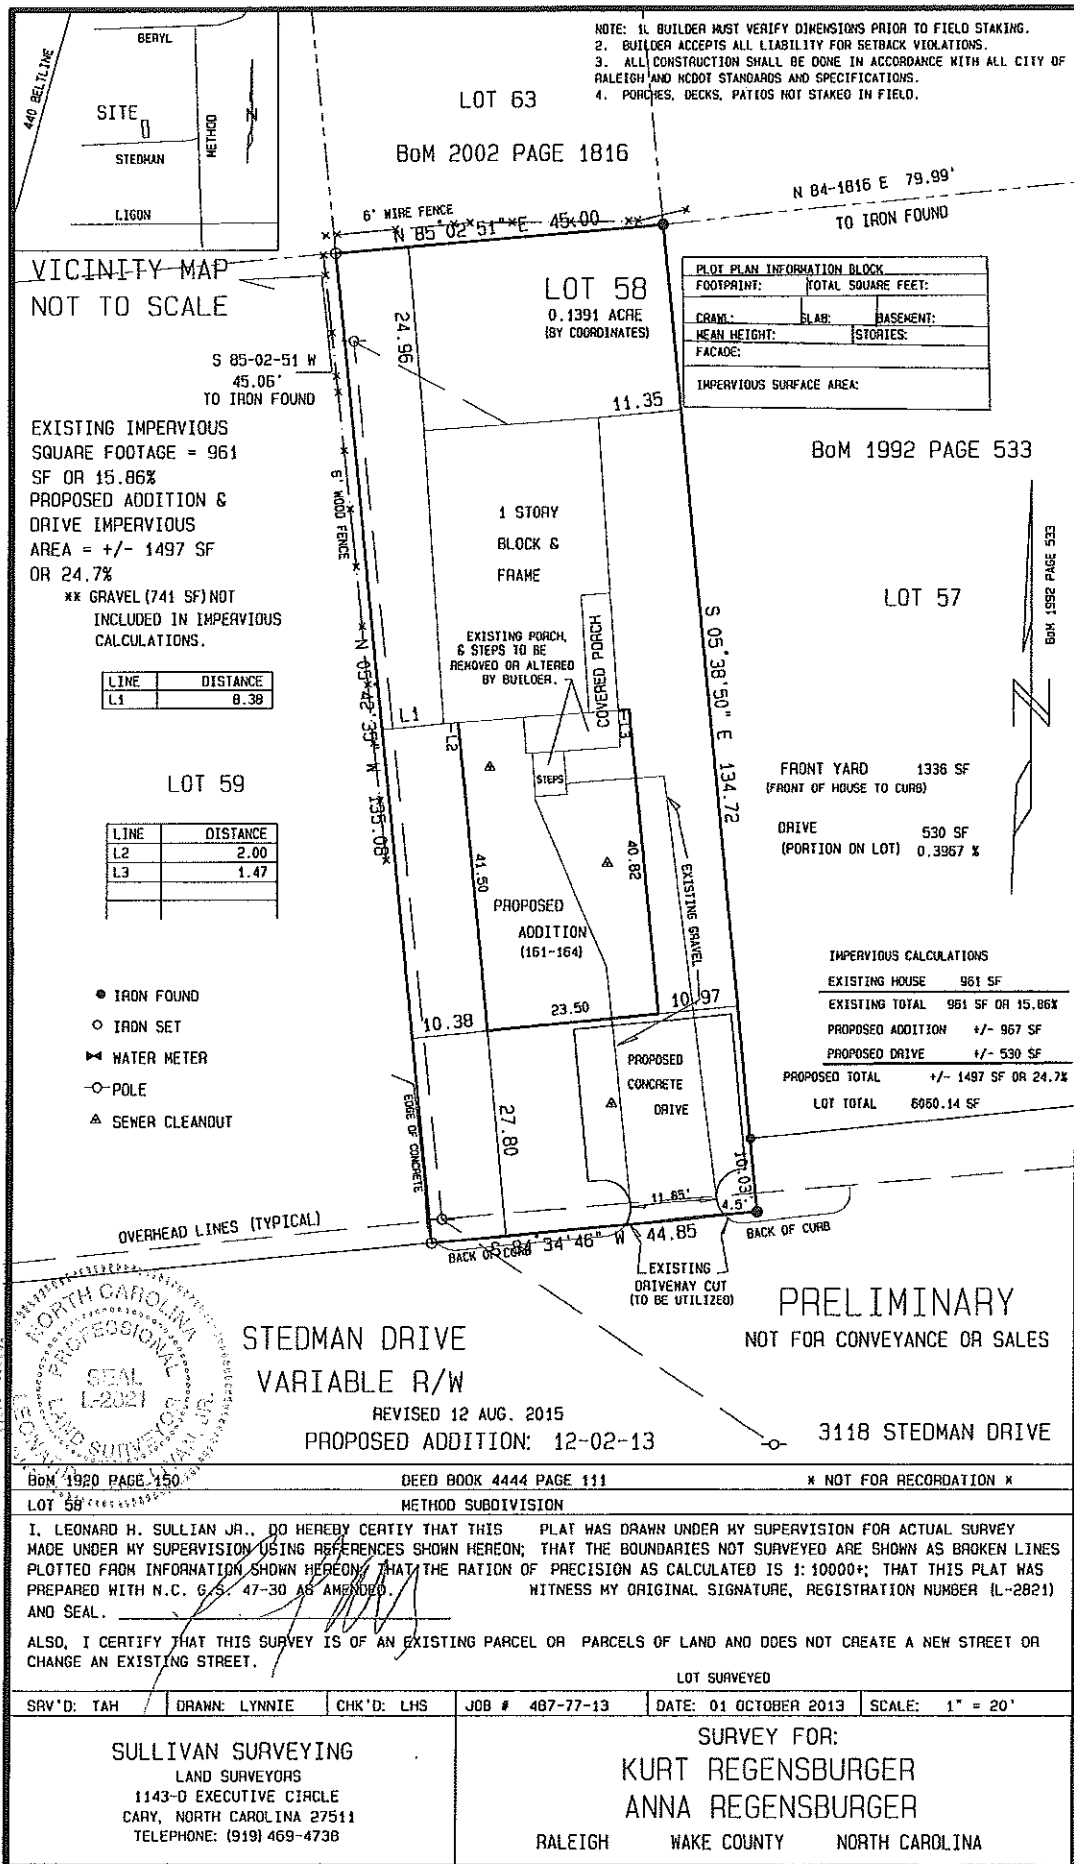 NOTE: 1. BUILDER MUST VERIFY DIMENSIONS PRIOR TO FIELD STAKING.
2. BUILDER ACCEPTS ALL LIABILITY FOR SETBACK VIOLATIONS.
3. ALL CONSTRUCTION SHALL BE DONE IN ACCORDANCE WITH ALL CITY OF
RALEIGH AND NCDOT STANDARDS AND SPECIFICATIONS.
4. PORCHES, DECKS, PATIOS NOT STAKED IN FIELD.
440 BELTLINE
BERYL
SITE
STEDMAN
METHOD
LIGON
N
VICINITY MAP
NOT TO SCALE
LOT 63
BoM 2002 PAGE 1816
N 84-1816 E 79.99'
TO IRON FOUND
6' WIRE FENCE
N 85°02'51" E 45.00
LOT 58
0.1391 ACRE
(BY COORDINATES)
PLOT PLAN INFORMATION BLOCK
FOOTPRINT: TOTAL SQUARE FEET:
CRAWL: SLAB: BASEMENT:
MEAN HEIGHT: STORIES:
FACADE:
IMPERVIOUS SURFACE AREA:
S 85-02-51 W
45.06'
TO IRON FOUND
24.96
11.35
EXISTING IMPERVIOUS
SQUARE FOOTAGE = 961
SF OR 15.86%
PROPOSED ADDITION &
DRIVE IMPERVIOUS
AREA = +/- 1497 SF
OR 24.7%
** GRAVEL (741 SF) NOT
INCLUDED IN IMPERVIOUS
CALCULATIONS.
BoM 1992 PAGE 533
6' WOOD FENCE
1 STORY
BLOCK &
FRAME
LOT 57
BoM 1992 PAGE 533
N
EXISTING PORCH,
& STEPS TO BE
REMOVED OR ALTERED
BY BUILDER.
COVERED PORCH
S 05°38'50" E 134.72
N 05°42'35" W 135.08
LINE DISTANCE
L1 8.38
L1
L2
L3
STEPS
LOT 59
LINE DISTANCE
L2 2.00
L3 1.47
FRONT YARD 1336 SF
(FRONT OF HOUSE TO CURB)
DRIVE 530 SF
(PORTION ON LOT) 0.3967 %
41.50
40.82
EXISTING GRAVEL
PROPOSED
ADDITION
(161-164)
23.50
10.38
10.97
IMPERVIOUS CALCULATIONS
EXISTING HOUSE 961 SF
EXISTING TOTAL 961 SF OR 15.86%
PROPOSED ADDITION +/- 967 SF
PROPOSED DRIVE +/- 530 SF
PROPOSED TOTAL +/- 1497 SF OR 24.7%
LOT TOTAL 6060.14 SF
IRON FOUND
IRON SET
WATER METER
POLE
SEWER CLEANOUT
PROPOSED
CONCRETE
DRIVE
EDGE OF CONCRETE
27.80
10.03
11.85'
4.5'
OVERHEAD LINES (TYPICAL)
BACK OF CURB
S 84°34'46" W 44.85
BACK OF CURB
EXISTING
DRIVEWAY CUT
(TO BE UTILIZED)
PRELIMINARY
NOT FOR CONVEYANCE OR SALES
NORTH CAROLINA
PROFESSIONAL
SEAL
L-2821
LAND SURVEYOR
STEDMAN DRIVE
VARIABLE R/W
REVISED 12 AUG. 2015
PROPOSED ADDITION: 12-02-13
3118 STEDMAN DRIVE
BoM 1920 PAGE 150 DEED BOOK 4444 PAGE 111 * NOT FOR RECORDATION *
LOT 58 METHOD SUBDIVISION
I, LEONARD H. SULLIAN JR., DO HEREBY CERTIY THAT THIS PLAT WAS DRAWN UNDER MY SUPERVISION FOR ACTUAL SURVEY
MADE UNDER MY SUPERVISION USING REFERENCES SHOWN HEREON; THAT THE BOUNDARIES NOT SURVEYED ARE SHOWN AS BROKEN LINES
PLOTTED FROM INFORMATION SHOWN HEREON; THAT THE RATION OF PRECISION AS CALCULATED IS 1:10000+; THAT THIS PLAT WAS
PREPARED WITH N.C. G.S. 47-30 AS AMENDED. WITNESS MY ORIGINAL SIGNATURE, REGISTRATION NUMBER (L-2821)
AND SEAL.
ALSO, I CERTIFY THAT THIS SURVEY IS OF AN EXISTING PARCEL OR PARCELS OF LAND AND DOES NOT CREATE A NEW STREET OR
CHANGE AN EXISTING STREET.
LOT SURVEYED
SRV'D: TAH DRAWN: LYNNIE CHK'D: LHS JOB # 487-77-13 DATE: 01 OCTOBER 2013 SCALE: 1" = 20'
SULLIVAN SURVEYING
LAND SURVEYORS
1143-D EXECUTIVE CIRCLE
CARY, NORTH CAROLINA 27511
TELEPHONE: (919) 469-4738
SURVEY FOR:
KURT REGENSBURGER
ANNA REGENSBURGER
RALEIGH WAKE COUNTY NORTH CAROLINA